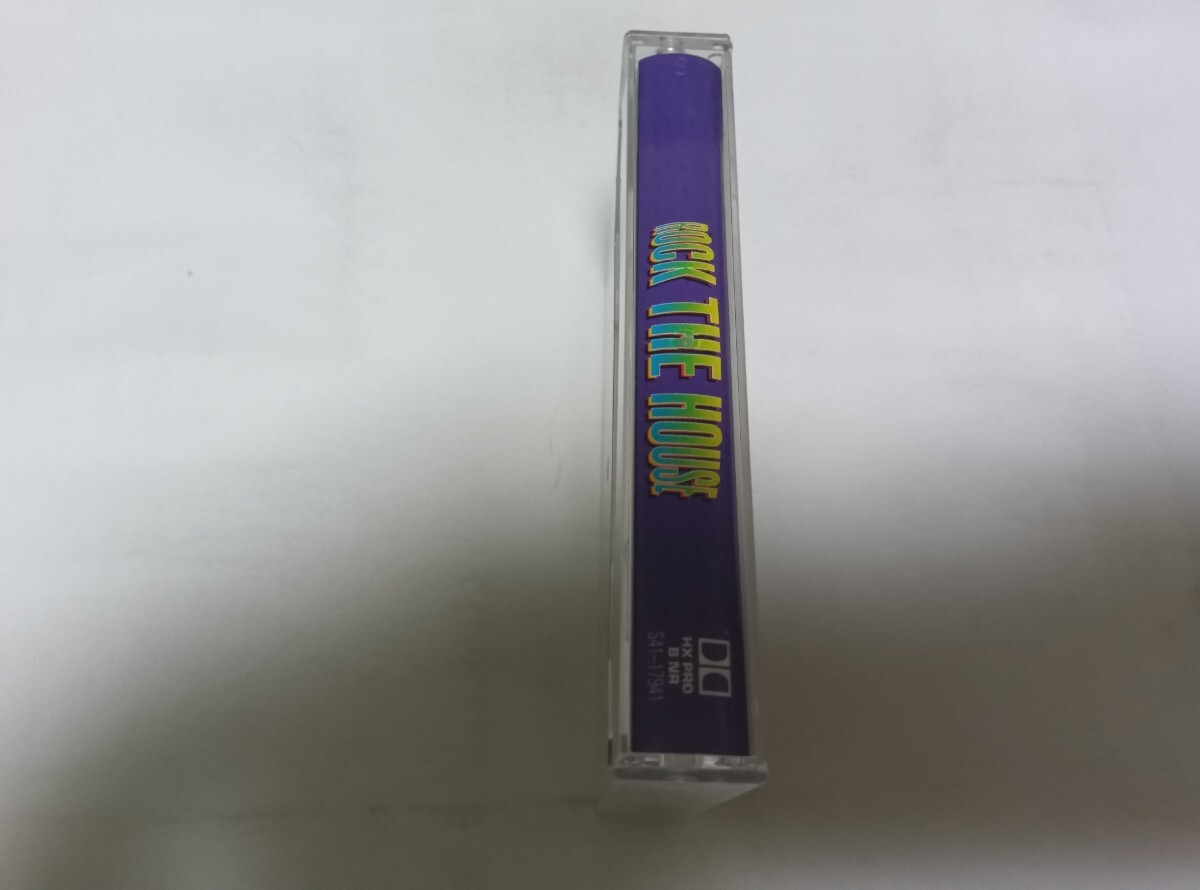 ROCK THE HOUSE
HX PRO
B NR
S41-17941